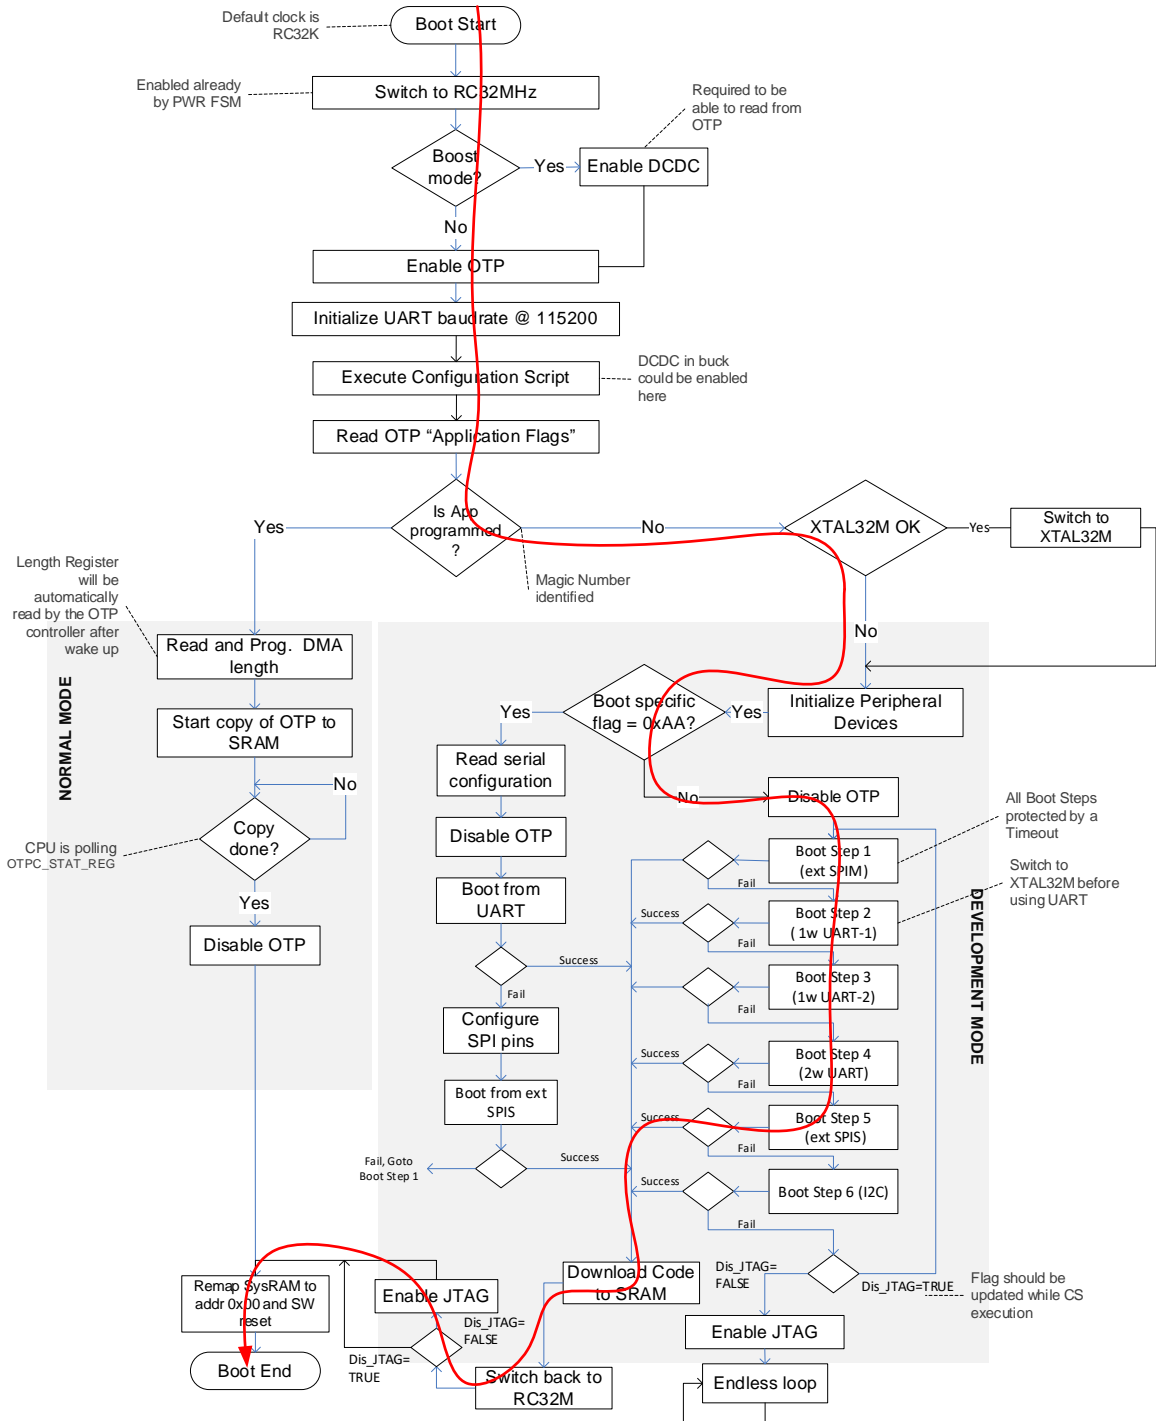 Default clock is
RC32K
Boot Start
Enabled already
by PWR FSM
Switch to RC32MHz
Required to be
able to read from
OTP
Boost
mode?
Yes
Enable DCDC
No
Enable OTP
Initialize UART baudrate @ 115200
Execute Configuration Script
DCDC in buck
could be enabled
here
Read OTP “Application Flags”
Is App
programmed
?
Yes
No
XTAL32M OK
Yes
Switch to
XTAL32M
Magic Number
identified
Length Register
will be
automatically
read by the OTP
controller after
wake up
No
NORMAL MODE
Read and Prog. DMA
length
Start copy of OTP to
SRAM
No
Copy
done?
CPU is polling
OTPC_STAT_REG
Yes
Disable OTP
DEVELOPMENT MODE
Initialize Peripheral
Devices
Yes
Boot specific
flag = 0xAA?
Yes
No
Read serial
configuration
Disable OTP
Boot from
UART
Success
Fail
Configure
SPI pins
Boot from ext
SPIS
Success
Fail, Goto
Boot Step 1
Disable OTP
All Boot Steps
protected by a
Timeout
Boot Step 1
(ext SPIM)
Fail
Switch to
XTAL32M before
using UART
Boot Step 2
( 1w UART-1)
Success
Fail
Boot Step 3
(1w UART-2)
Fail
Boot Step 4
(2w UART)
Success
Fail
Boot Step 5
(ext SPIS)
Success
Fail
Boot Step 6 (I2C)
Success
Fail
Dis_JTAG=
FALSE
Dis_JTAG=TRUE
Flag should be
updated while CS
execution
Enable JTAG
Endless loop
Download Code
to SRAM
Switch back to
RC32M
Dis_JTAG=
FALSE
Dis_JTAG=
TRUE
Enable JTAG
Remap SysRAM to
addr 0x00 and SW
reset
Boot End